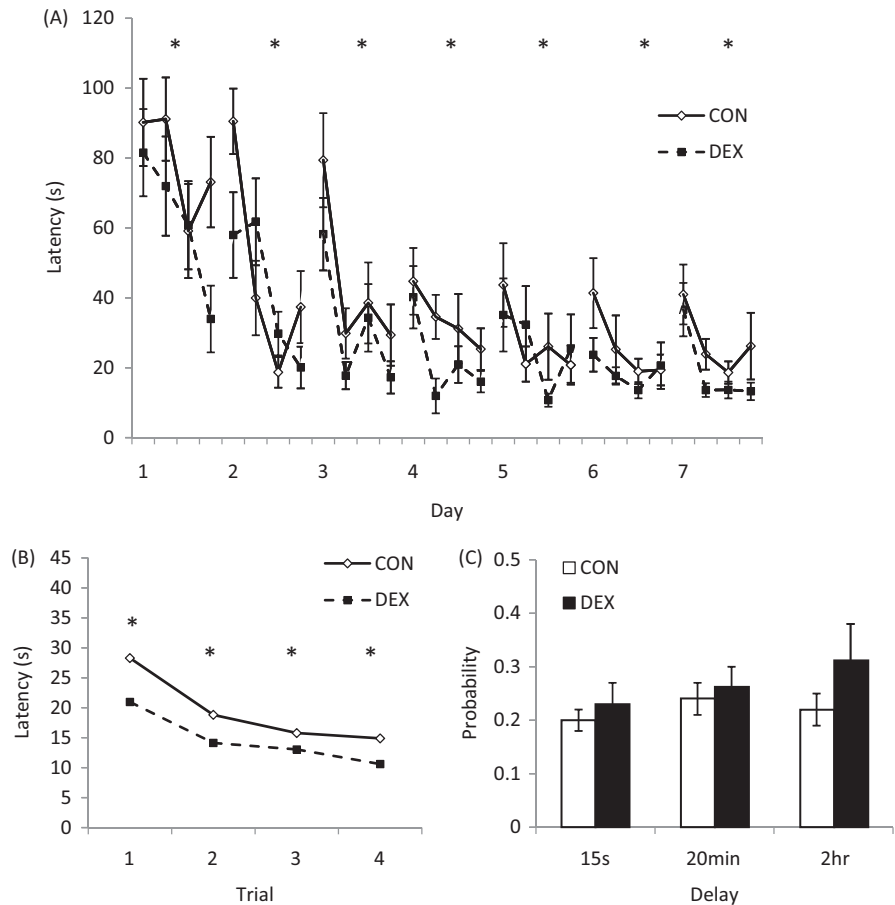 (A)
120
100
80
60
40
20
0
Latency (s)
* * * * * * *
CON
DEX
1 2 3 4 5 6 7
Day
(B)
45
40
35
30
25
20
15
10
5
0
Latency (s)
CON
DEX
* * * *
1 2 3 4
Trial
(C)
0.5
0.4
0.3
0.2
0.1
0
Probability
CON
DEX
15s 20min 2hr
Delay